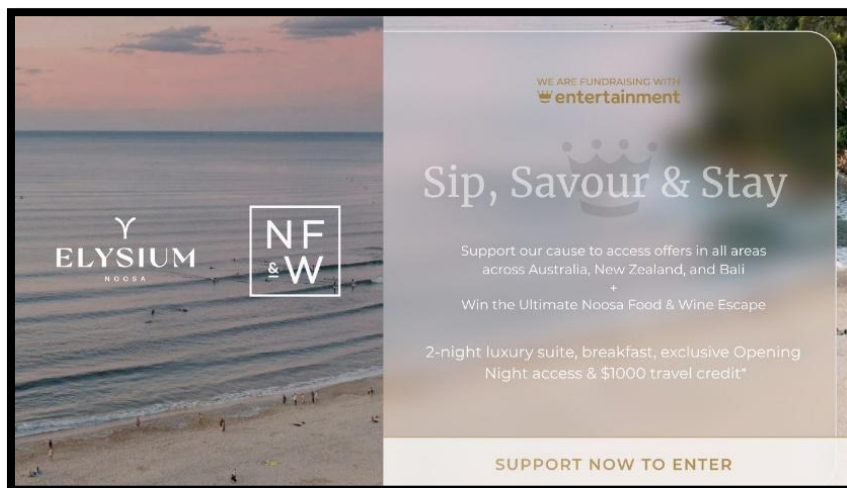 ELYSIUM
NOOSA
NF
&W
WE ARE FUNDRAISING WITH
entertainment
Sip, Savour & Stay
Support our cause to access offers in all areas
across Australia, New Zealand, and Bali
+
Win the Ultimate Noosa Food & Wine Escape
2-night luxury suite, breakfast, exclusive Opening
Night access & $1000 travel credit*
SUPPORT NOW TO ENTER